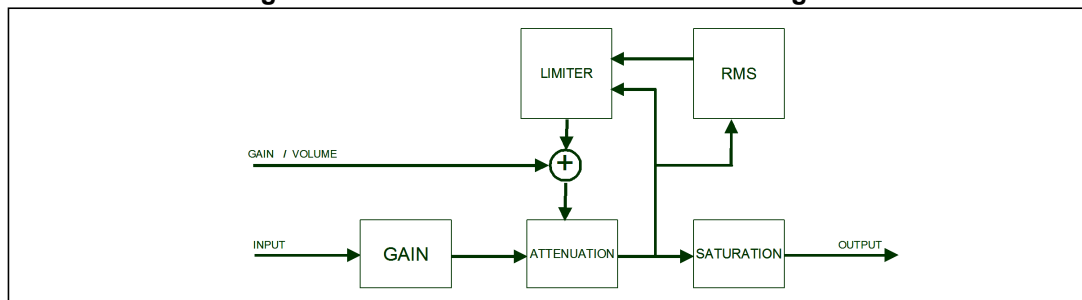 LIMITER
RMS
GAIN / VOLUME
+
INPUT
GAIN
ATTENUATION
SATURATION
OUTPUT